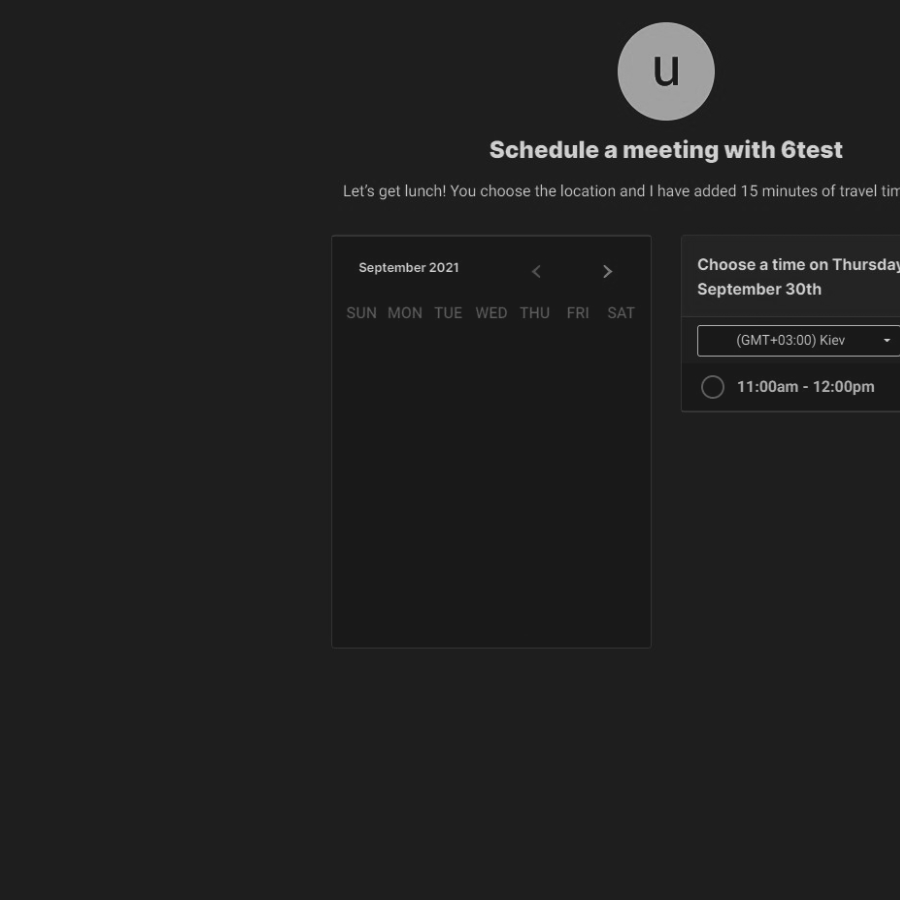 u
Schedule a meeting with 6test
Let's get lunch! You choose the location and I have added 15 minutes of travel
September 2021
SUN MON TUE WED THU FRI SAT
Choose a time on Thursday
September 30th
(GMT+03:00) Kiev
11:00am - 12:00pm